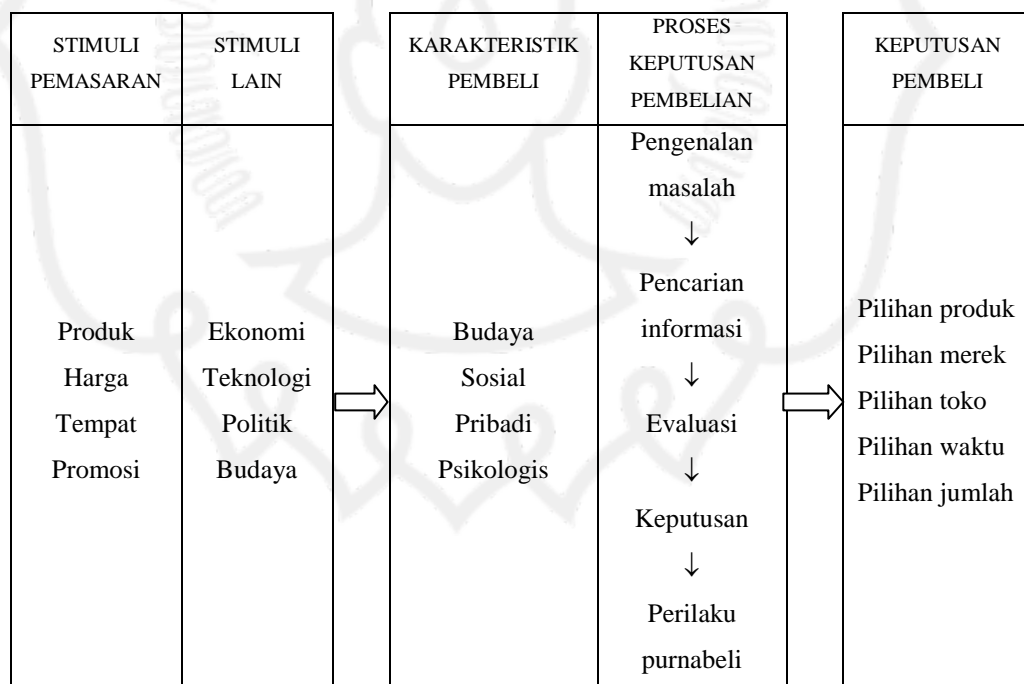 STIMULI
PEMASARAN
STIMULI
LAIN
KARAKTERISTIK
PEMBELI
PROSES
KEPUTUSAN
PEMBELIAN
KEPUTUSAN
PEMBELI
Produk
Harga
Tempat
Promosi
Ekonomi
Teknologi
Politik
Budaya
Budaya
Sosial
Pribadi
Psikologis
Pengenalan
masalah
↓
Pencarian
informasi
↓
Evaluasi
↓
Keputusan
↓
Perilaku
purnabeli
Pilihan produk
Pilihan merek
Pilihan toko
Pilihan waktu
Pilihan jumlah